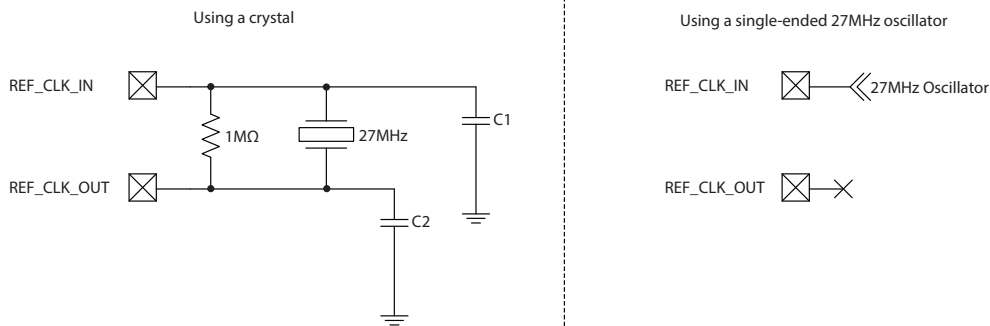 Using a crystal
REF_CLK_IN
1MΩ
27MHz
C1
REF_CLK_OUT
C2
Using a single-ended 27MHz oscillator
REF_CLK_IN
27MHz Oscillator
REF_CLK_OUT